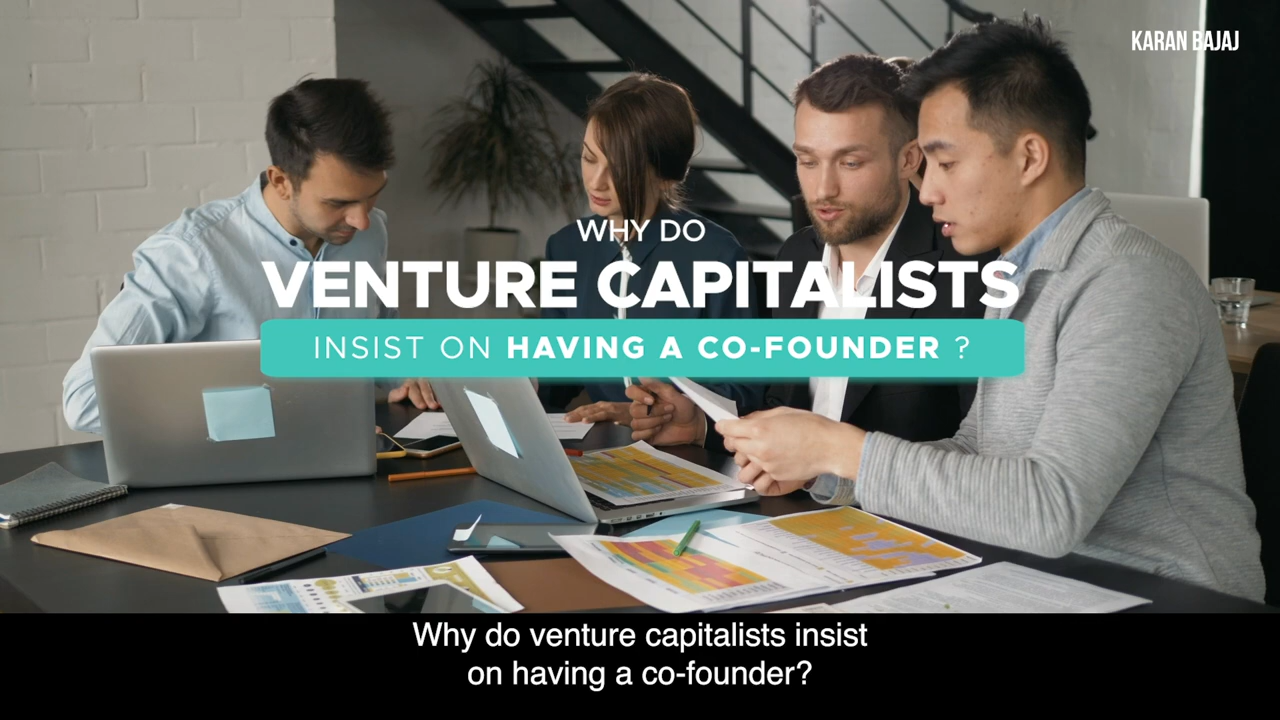 KARAN BAJAJ
WHY DO
VENTURE CAPITALISTS
INSIST ON HAVING A CO-FOUNDER ?
Why do venture capitalists insist
on having a co-founder?